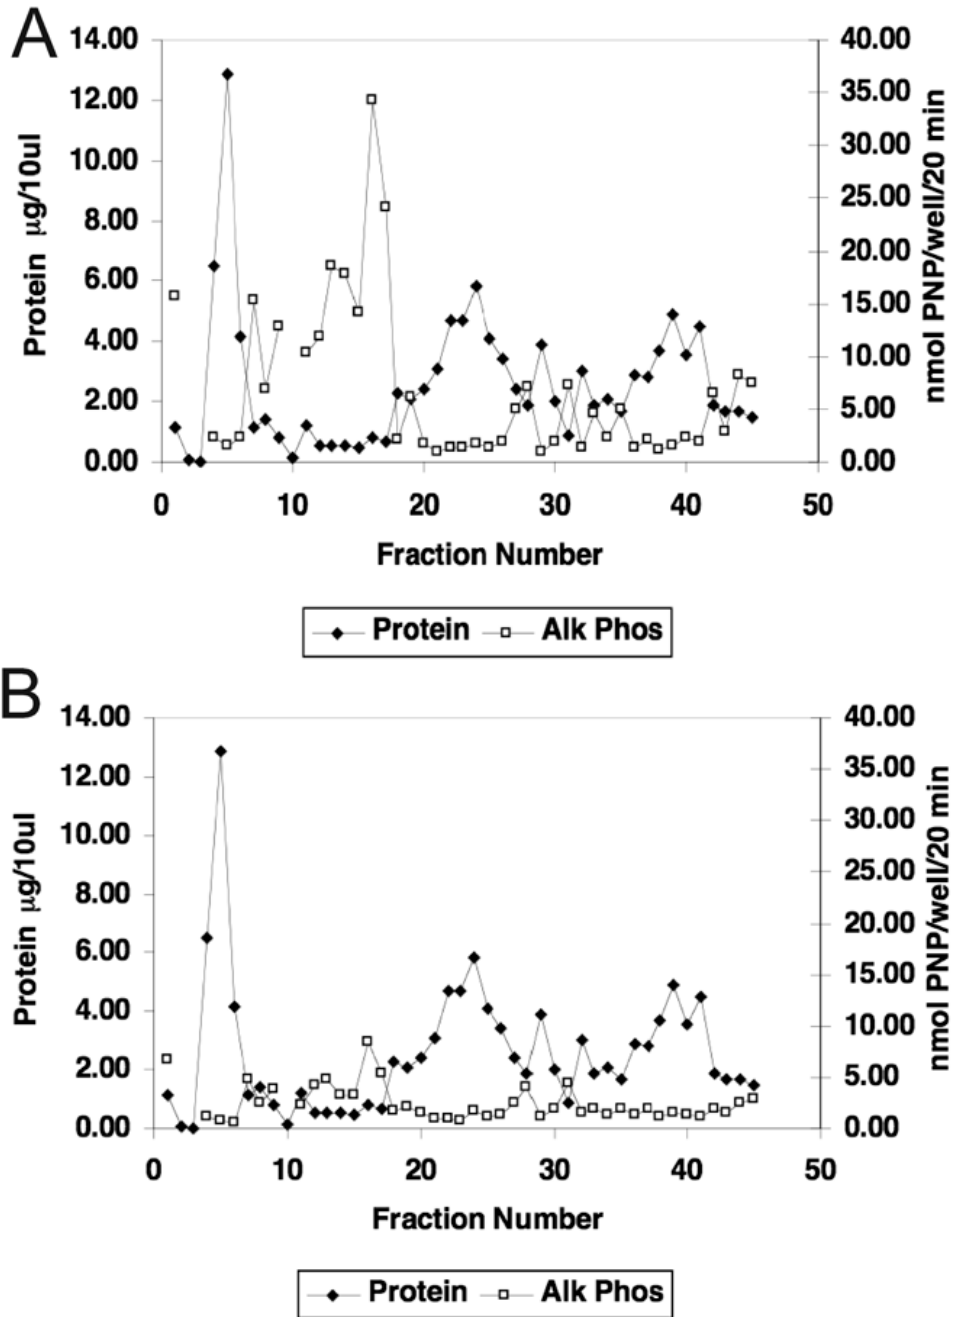 A
14.00
12.00
10.00
8.00
6.00
4.00
2.00
0.00
Protein µg/10ul
40.00
35.00
30.00
25.00
20.00
15.00
10.00
5.00
0.00
nmol PNP/well/20 min
0 10 20 30 40 50
Fraction Number
Protein Alk Phos
B
14.00
12.00
10.00
8.00
6.00
4.00
2.00
0.00
Protein µg/10ul
40.00
35.00
30.00
25.00
20.00
15.00
10.00
5.00
0.00
nmol PNP/well/20 min
0 10 20 30 40 50
Fraction Number
Protein Alk Phos